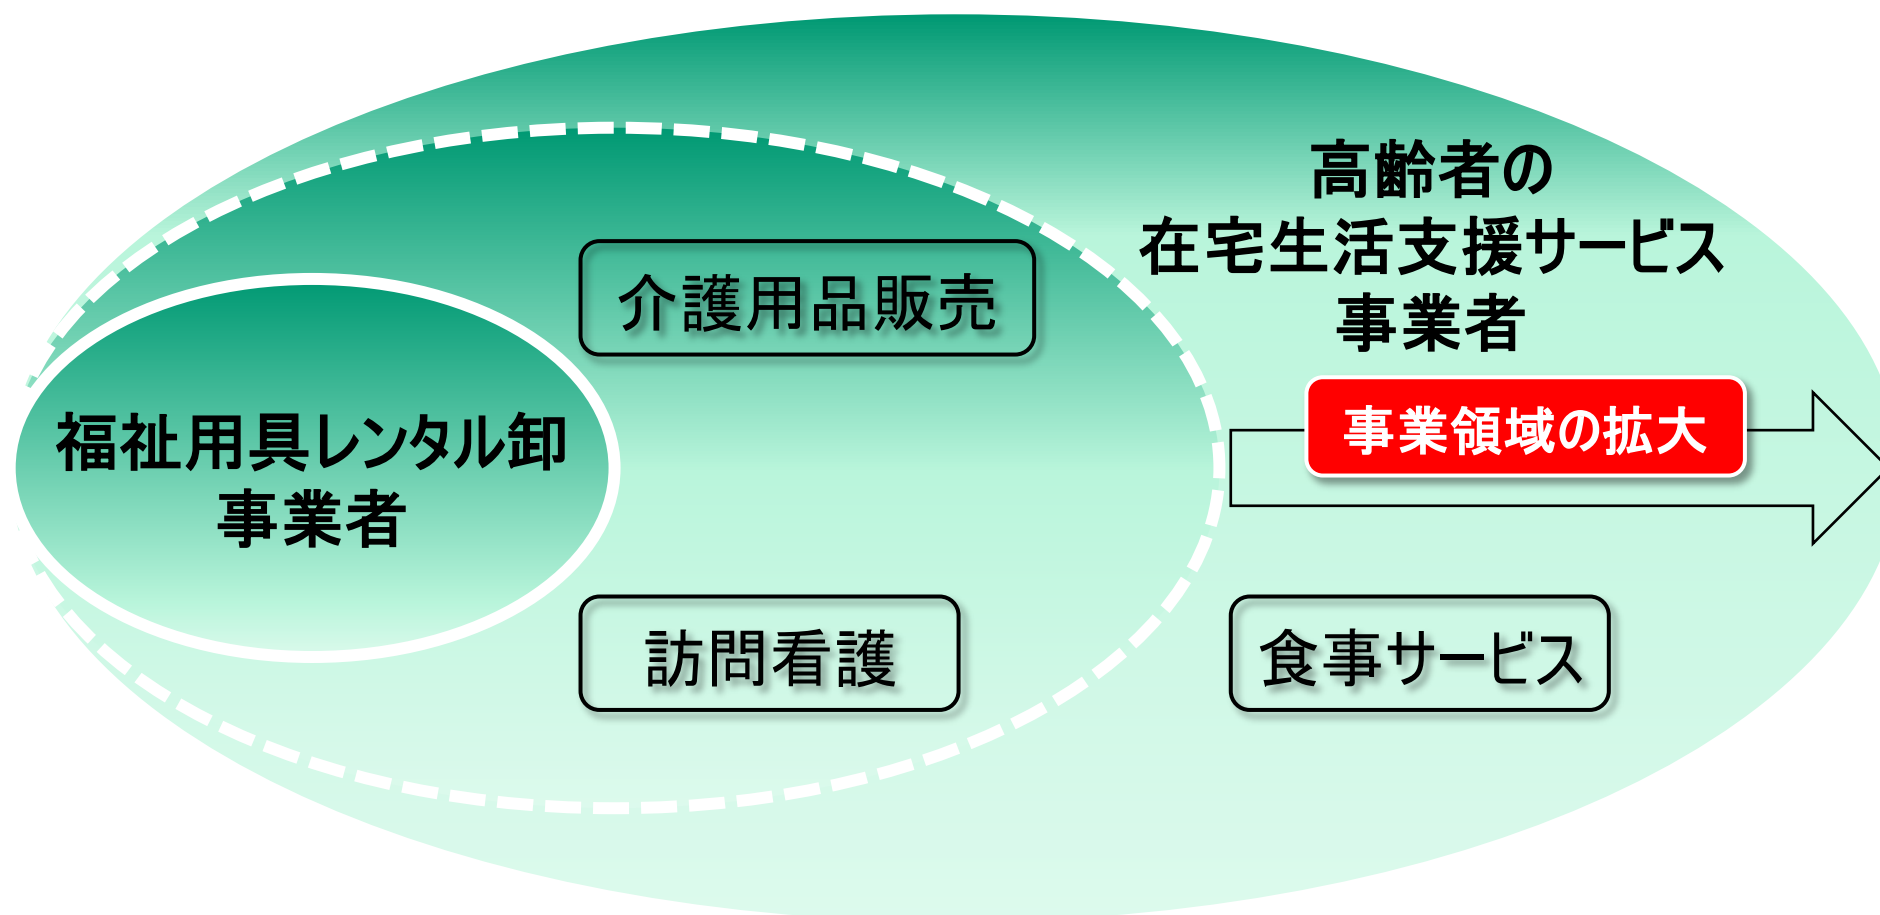 高齢者の
在宅生活支援サービス
事業者
介護用品販売
事業領域の拡大
福祉用具レンタル卸
事業者
訪問看護
食事サービス